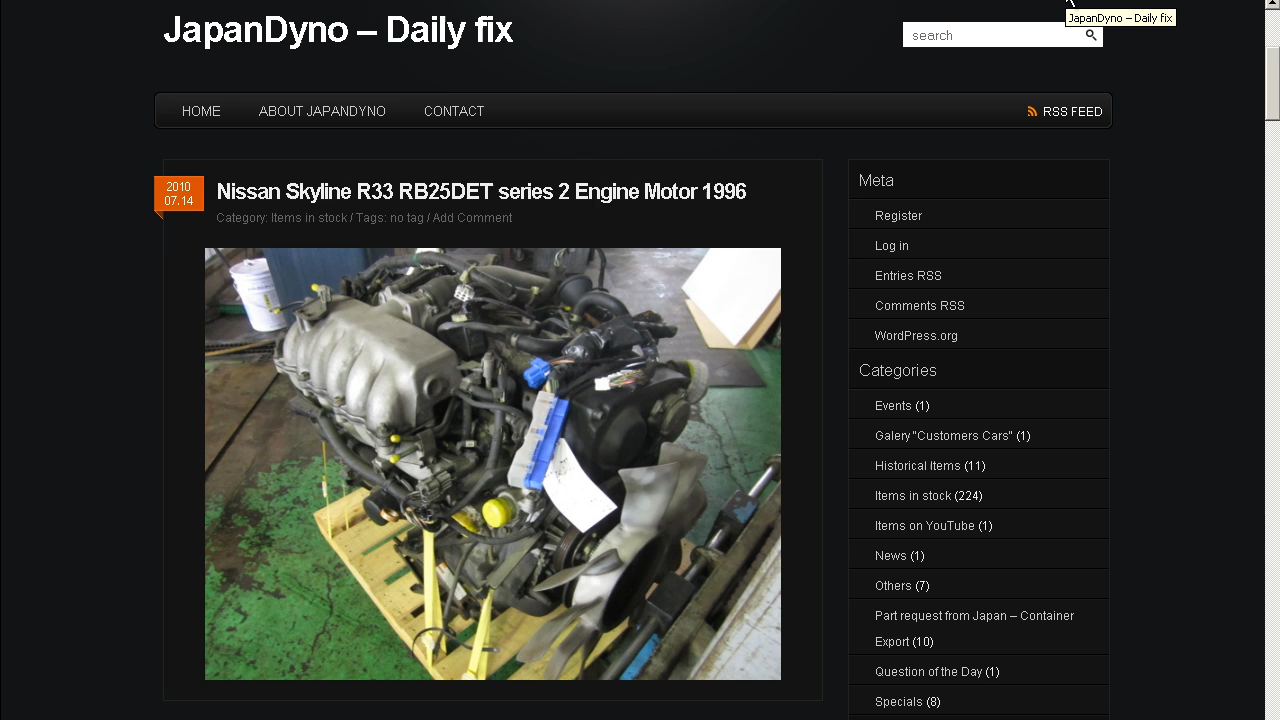 JapanDyno – Daily fix
JapanDyno – Daily fix
search
HOME
ABOUT JAPANDYNO
CONTACT
RSS FEED
2010
07.14
Nissan Skyline R33 RB25DET series 2 Engine Motor 1996
Category: Items in stock / Tags: no tag / Add Comment
Meta
Register
Log in
Entries RSS
Comments RSS
WordPress.org
Categories
Events (1)
Galery "Customers Cars" (1)
Historical Items (11)
Items in stock (224)
Items on YouTube (1)
News (1)
Others (7)
Part request from Japan – Container
Export (10)
Question of the Day (1)
Specials (8)